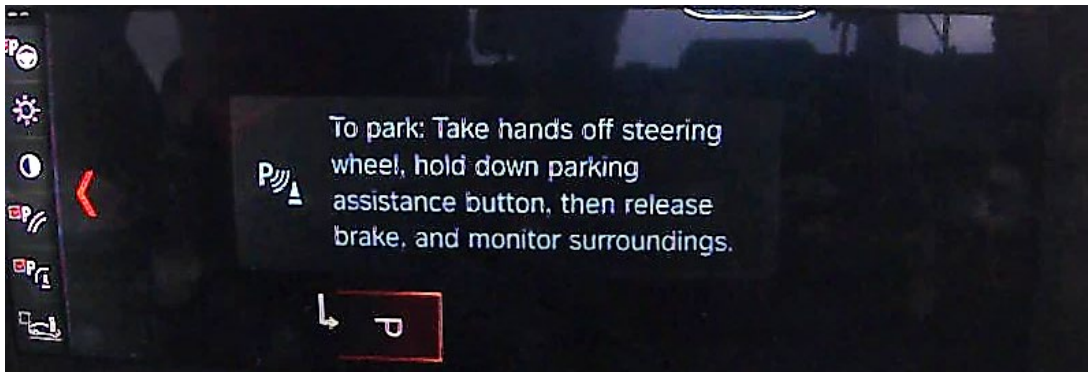 To park: Take hands off steering
wheel, hold down parking
assistance button, then release
brake, and monitor surroundings.
P
P
P
P
P